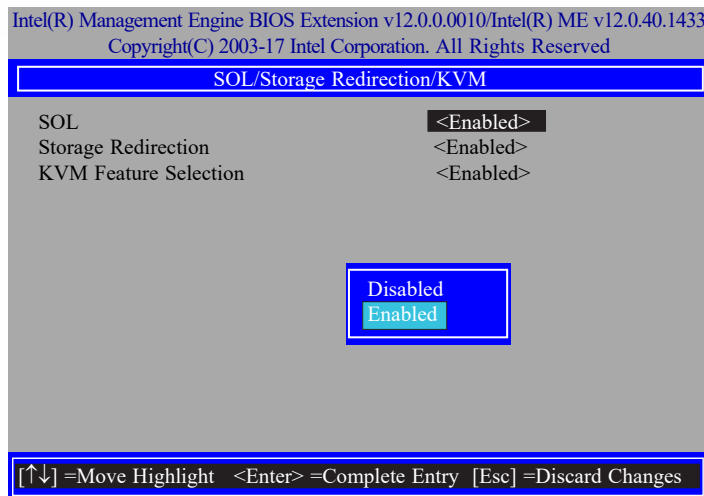 Intel(R) Management Engine BIOS Extension v12.0.0.0010/Intel(R) ME v12.0.40.1433
Copyright(C) 2003-17 Intel Corporation. All Rights Reserved
SOL/Storage Redirection/KVM
SOL <Enabled>
Storage Redirection <Enabled>
KVM Feature Selection <Enabled>
Disabled
Enabled
[↑↓] =Move Highlight <Enter> =Complete Entry [Esc] =Discard Changes